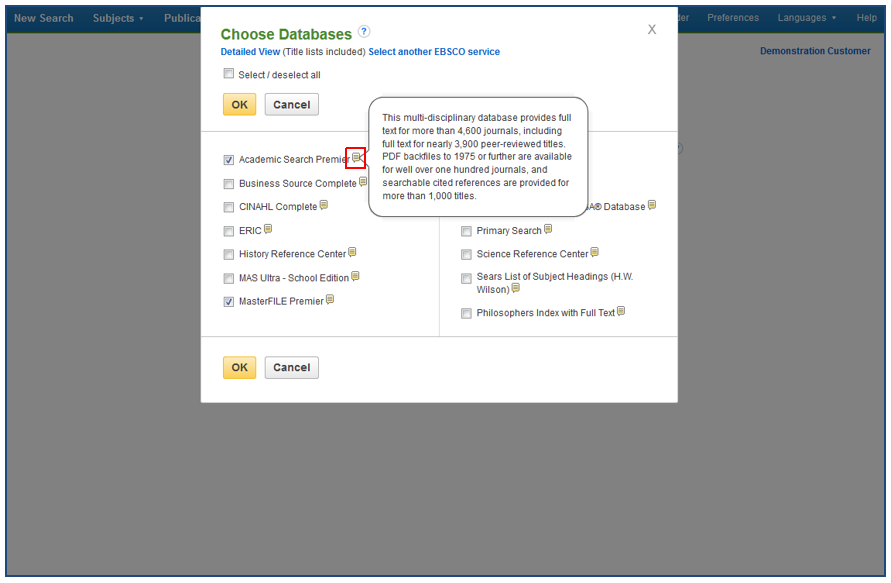 New Search Subjects Preferences Languages Help
Choose Databases ? X
Detailed View (Title lists included) Select another EBSCO service
Demonstration Customer
Select / deselect all
OK Cancel
This multi-disciplinary database provides full
text for more than 4,600 journals, including
full text for nearly 3,900 peer-reviewed titles.
PDF backfiles to 1975 or further are available
for well over one hundred journals, and
searchable cited references are provided for
more than 1,000 titles.
Academic Search Premier
Business Source Complete
CINAHL Complete
ERIC
History Reference Center
MAS Ultra - School Edition
MasterFILE Premier
Database
Primary Search
Science Reference Center
Sears List of Subject Headings (H.W.
Wilson)
Philosophers Index with Full Text
OK Cancel